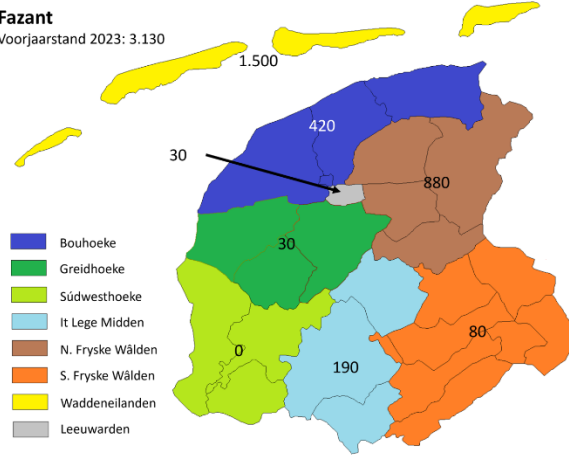 Fazant
Voorjaarstand 2023: 3.130
1.500
420
30
880
30
Bouhoeke
Greidhoeke
Súdwesthoeke
It Lege Midden
N. Fryske Wâlden
S. Fryske Wâlden
Waddeneilanden
Leeuwarden
0
190
80